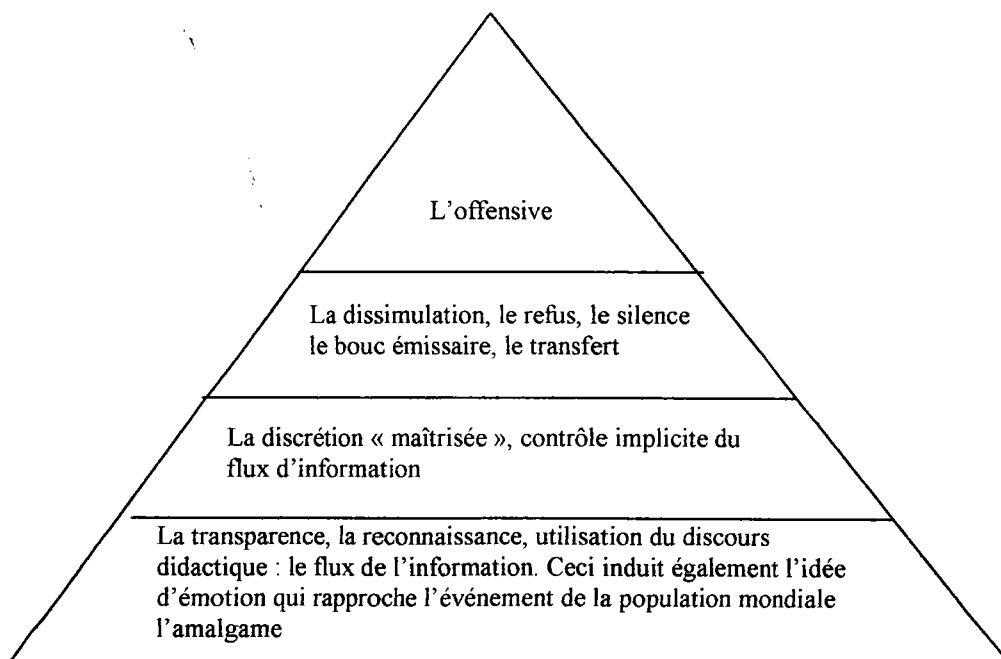 L'offensive
La dissimulation, le refus, le silence
le bouc émissaire, le transfert
La discrétion « maîtrisée », contrôle implicite du
flux d'information
La transparence, la reconnaissance, utilisation du discours
didactique : le flux de l'information. Ceci induit également l'idée
d'émotion qui rapproche l'événement de la population mondiale
l'amalgame